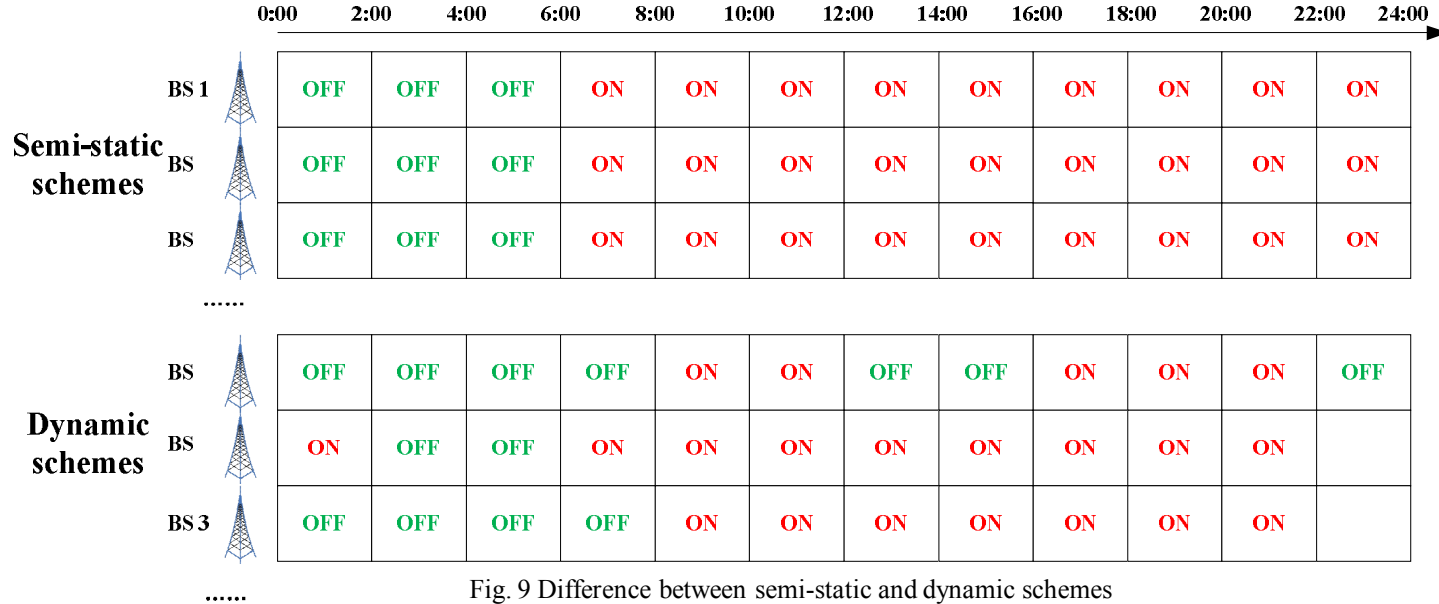 0:00 2:00 4:00 6:00 8:00 10:00 12:00 14:00 16:00 18:00 20:00 22:00 24:00
BS 1 OFF OFF OFF ON ON ON ON ON ON ON ON ON
Semi-static schemes
BS OFF OFF OFF ON ON ON ON ON ON ON ON ON
BS OFF OFF OFF ON ON ON ON ON ON ON ON ON
......
BS OFF OFF OFF OFF ON ON OFF OFF ON ON ON OFF
Dynamic schemes
BS ON OFF OFF ON ON ON ON ON ON ON ON
BS 3 OFF OFF OFF OFF ON ON ON ON ON ON ON
......
Fig. 9 Difference between semi-static and dynamic schemes